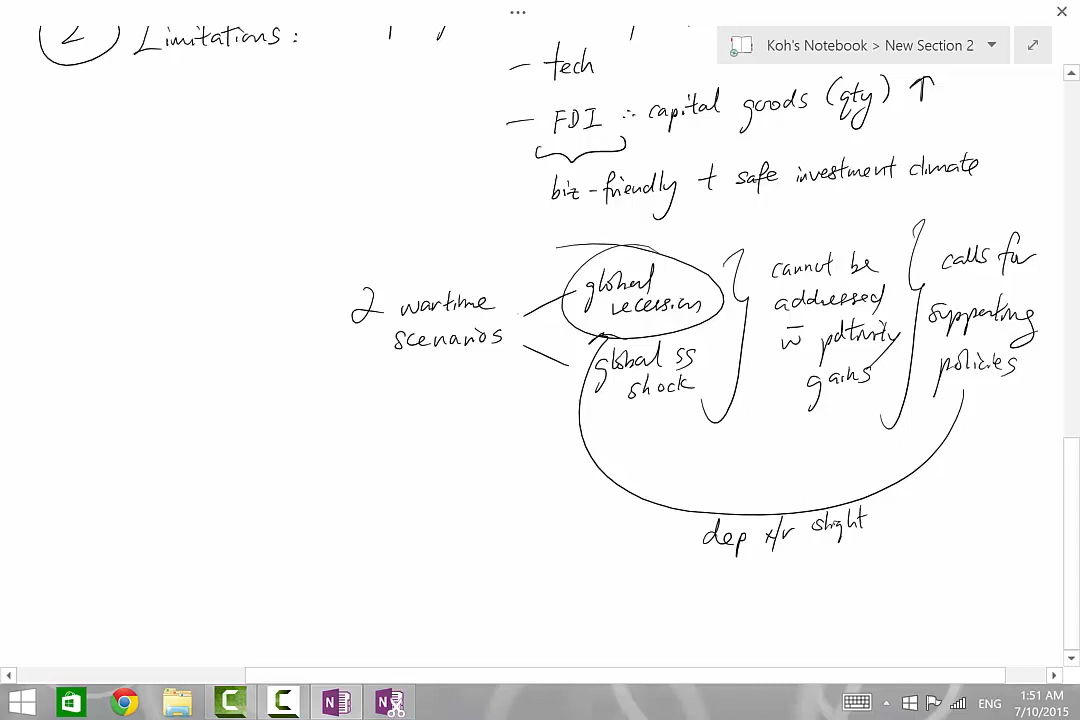 ...
Koh's Notebook > New Section 2
2 Limitations:
- tech
- FDI ∴ capital goods (qty) ↑
biz-friendly + safe investment climate
2 wartime scenarios
global recession
global ss shock
cannot be
addressed
w̄ pdtivity
gains
calls for
supporting
policies
dep x/r slight
ENG
1:51 AM
7/10/2015